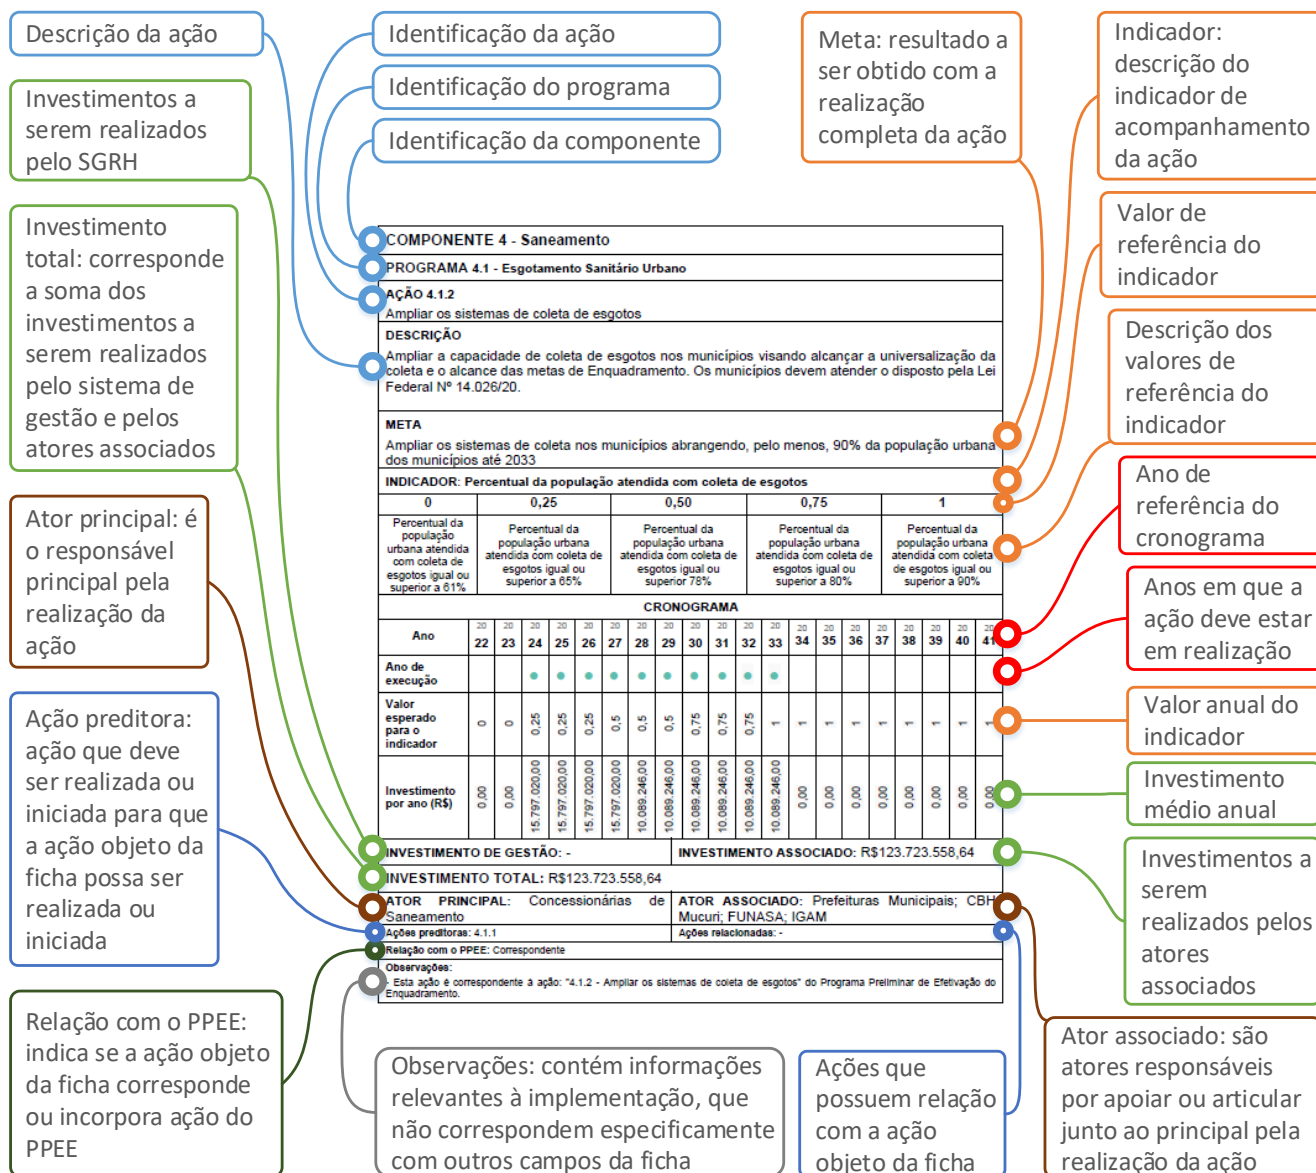 Descrição da ação
Identificação da ação
Identificação do programa
Identificação da componente
Meta: resultado a
ser obtido com a
realização
completa da ação
Indicador:
descrição do
indicador de
acompanhamento
da ação
Investimentos a
serem realizados
pelo SGRH
Valor de
referência do
indicador
Investimento
total: corresponde
a soma dos
investimentos a
serem realizados
pelo sistema de
gestão e pelos
atores associados
Descrição dos
valores de
referência do
indicador
Ano de
referência do
cronograma
Ator principal: é
o responsável
principal pela
realização da
ação
Anos em que a
ação deve estar
em realização
Ação preditora:
ação que deve
ser realizada ou
iniciada para que
a ação objeto da
ficha possa ser
realizada ou
iniciada
Valor anual do
indicador
Investimento
médio anual
Investimentos a
serem
realizados pelos
atores
associados
COMPONENTE 4 - Saneamento
PROGRAMA 4.1 - Esgotamento Sanitário Urbano
AÇÃO 4.1.2
Ampliar os sistemas de coleta de esgotos
DESCRIÇÃO
Ampliar a capacidade de coleta de esgotos nos municípios visando alcançar a universalização da
coleta e o alcance das metas de Enquadramento. Os municípios devem atender o disposto pela Lei
Federal Nº 14.026/20.
META
Ampliar os sistemas de coleta nos municípios abrangendo, pelo menos, 90% da população urbana
dos municípios até 2033
INDICADOR: Percentual da população atendida com coleta de esgotos
0 0,25 0,50 0,75 1
Percentual da
população
urbana atendida
com coleta de
esgotos igual ou
superior a 61%
Percentual da
população urbana
atendida com coleta de
esgotos igual ou
superior a 65%
Percentual da
população urbana
atendida com coleta de
esgotos igual ou
superior 78%
Percentual da
população urbana
atendida com coleta de
esgotos igual ou
superior a 80%
Percentual da
população urbana
atendida com coleta
de esgotos igual ou
superior a 90%
CRONOGRAMA
Ano 2022 2023 2024 2025 2026 2027 2028 2029 2030 2031 2032 2033 2034 2035 2036 2037 2038 2039 2040 2041
Ano de
execução
Valor
esperado
para o
indicador
0 0 0,25 0,25 0,25 0,5 0,5 0,5 0,75 0,75 0,75 1 1 1 1 1 1 1 1 1
Investimento
por ano (R$)
0,00 0,00 15.797.020,00 15.797.020,00 15.797.020,00 15.797.020,00 10.089.246,00 10.089.246,00 10.089.246,00 10.089.246,00 10.089.246,00 10.089.246,00 0,00 0,00 0,00 0,00 0,00 0,00 0,00 0,00
INVESTIMENTO DE GESTÃO: - INVESTIMENTO ASSOCIADO: R$123.723.558,64
INVESTIMENTO TOTAL: R$123.723.558,64
ATOR PRINCIPAL: Concessionárias de
Saneamento
ATOR ASSOCIADO: Prefeituras Municipais; CBH
Mucuri; FUNASA; IGAM
Ações preditoras: 4.1.1 Ações relacionadas: -
Relação com o PPEE: Correspondente
Observações:
- Esta ação é correspondente à ação: "4.1.2 - Ampliar os sistemas de coleta de esgotos" do Programa Preliminar de Efetivação do
Enquadramento.
Relação com o PPEE:
indica se a ação objeto
da ficha corresponde
ou incorpora ação do
PPEE
Observações: contém informações
relevantes à implementação, que
não correspondem especificamente
com outros campos da ficha
Ações que
possuem relação
com a ação
objeto da ficha
Ator associado: são
atores responsáveis
por apoiar ou articular
junto ao principal pela
realização da ação